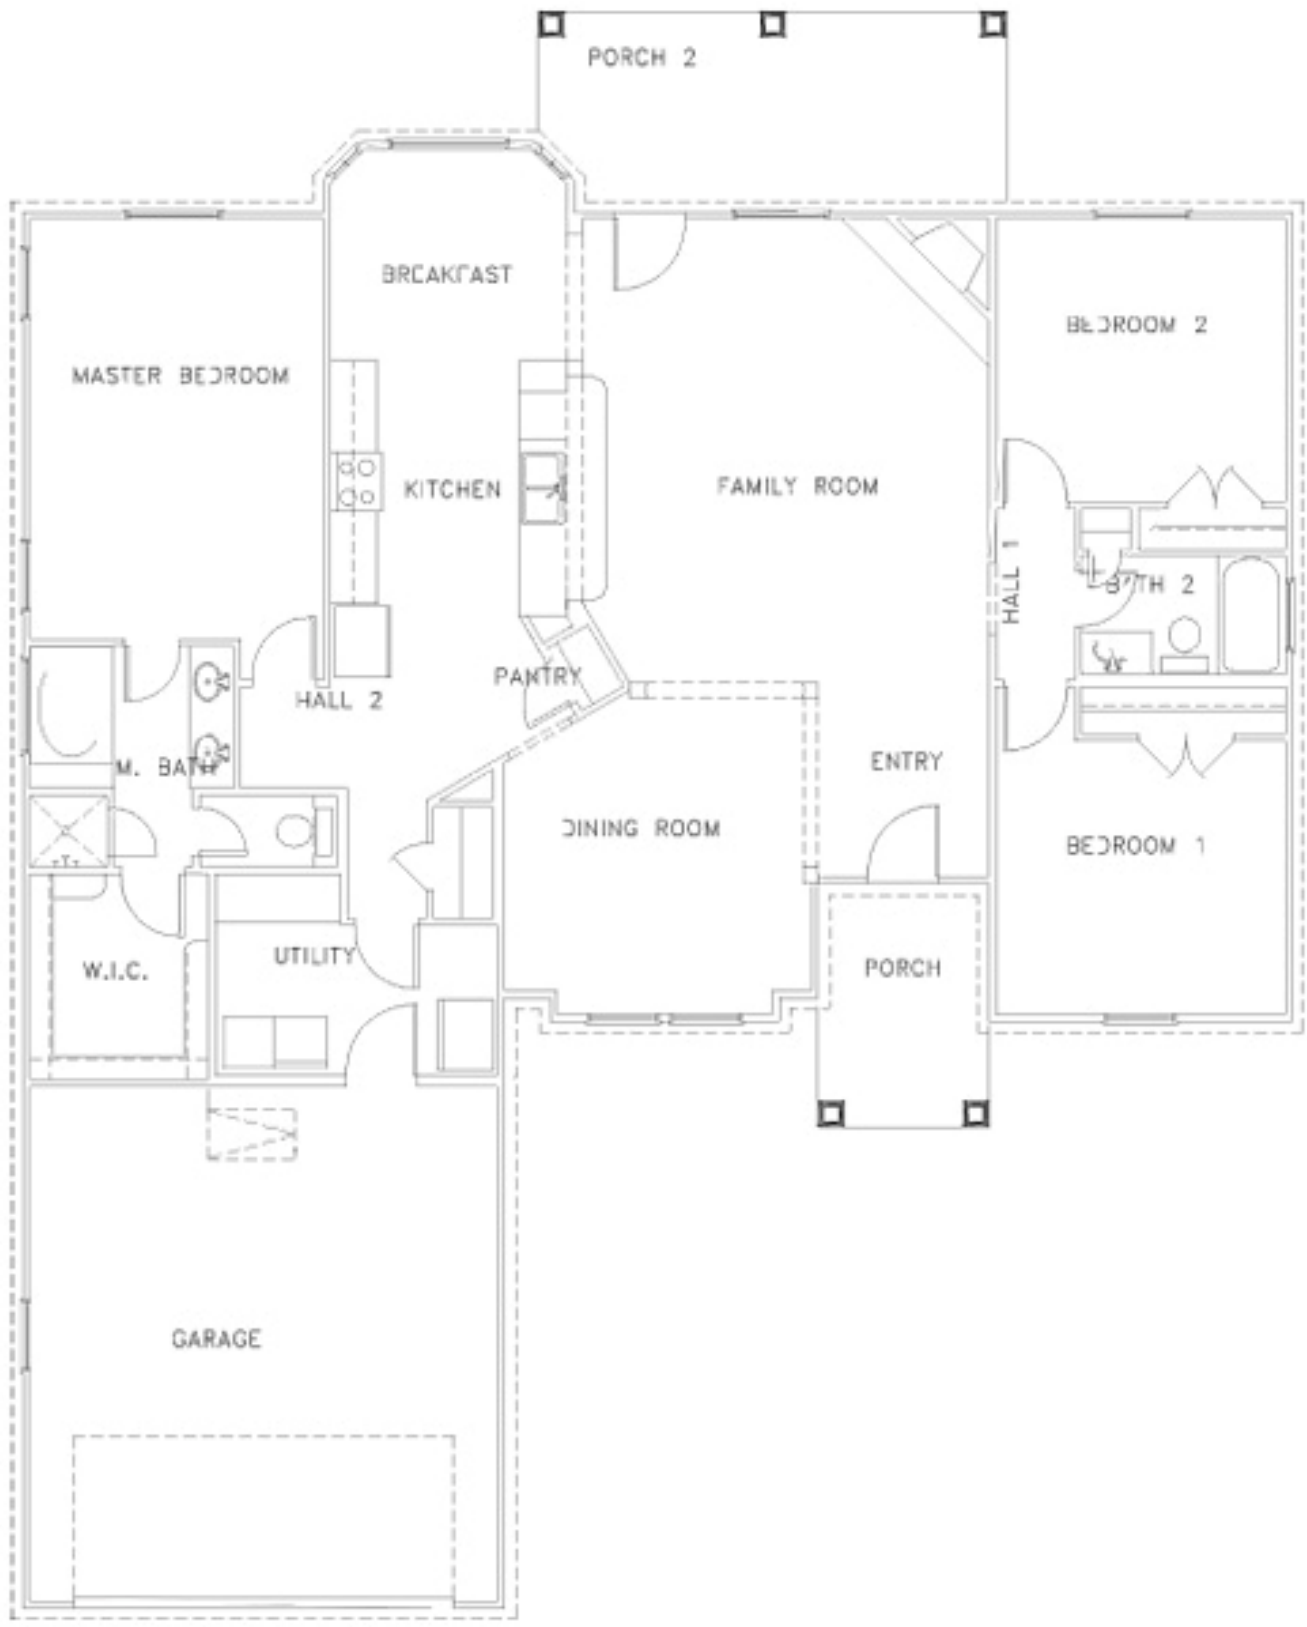 PORCH 2
BREAKFAST
BEDROOM 2
MASTER BEDROOM
KITCHEN
FAMILY ROOM
HALL 1
BATH 2
PANTRY
HALL 2
M. BATH
ENTRY
DINING ROOM
BEDROOM 1
UTILITY
W.I.C.
PORCH
GARAGE